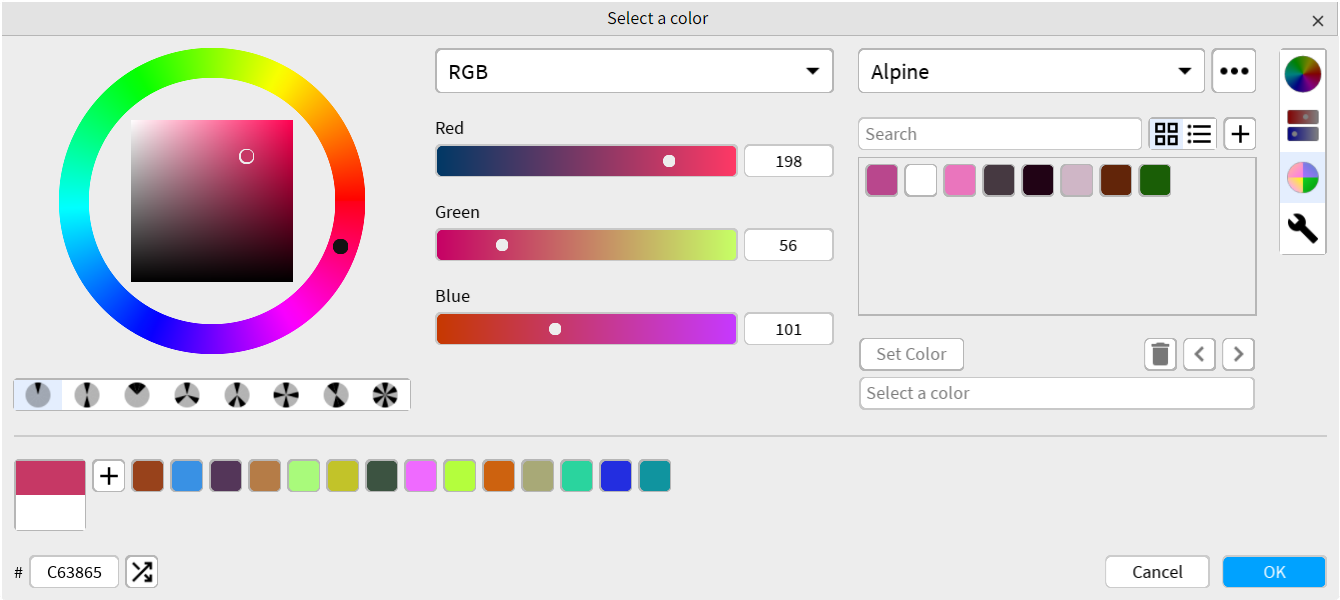 Select a color
RGB
Alpine
Red
Search
198
Green
56
Blue
101
Set Color
Select a color
# C63865
Cancel
OK